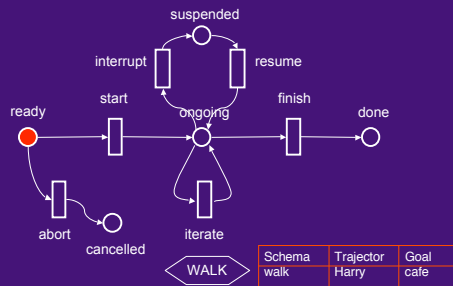 suspended
interrupt
resume
ready
start
ongoing
finish
done
abort
cancelled
iterate
WALK
Schema Trajector Goal
walk Harry cafe